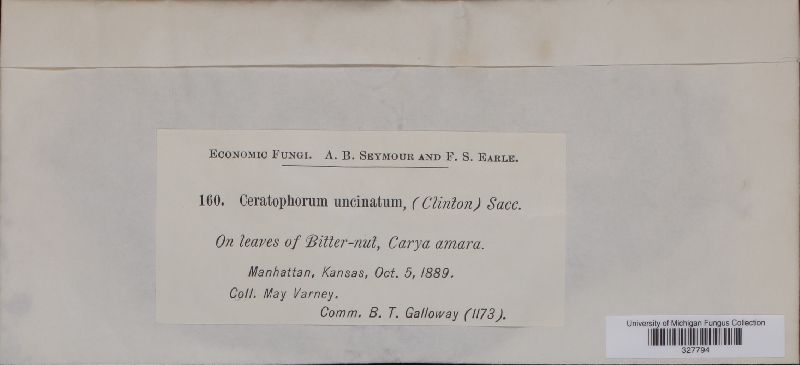 Economic Fungi. A. B. Seymour and F. S. Earle.
160. Ceratophorum uncinatum, (Clinton) Sacc.
On leaves of Bitter-nut, Carya amara.
Manhattan, Kansas, Oct. 5, 1889.
Coll. May Varney.
Comm. B. T. Galloway (1173).
University of Michigan Fungus Collection
327794